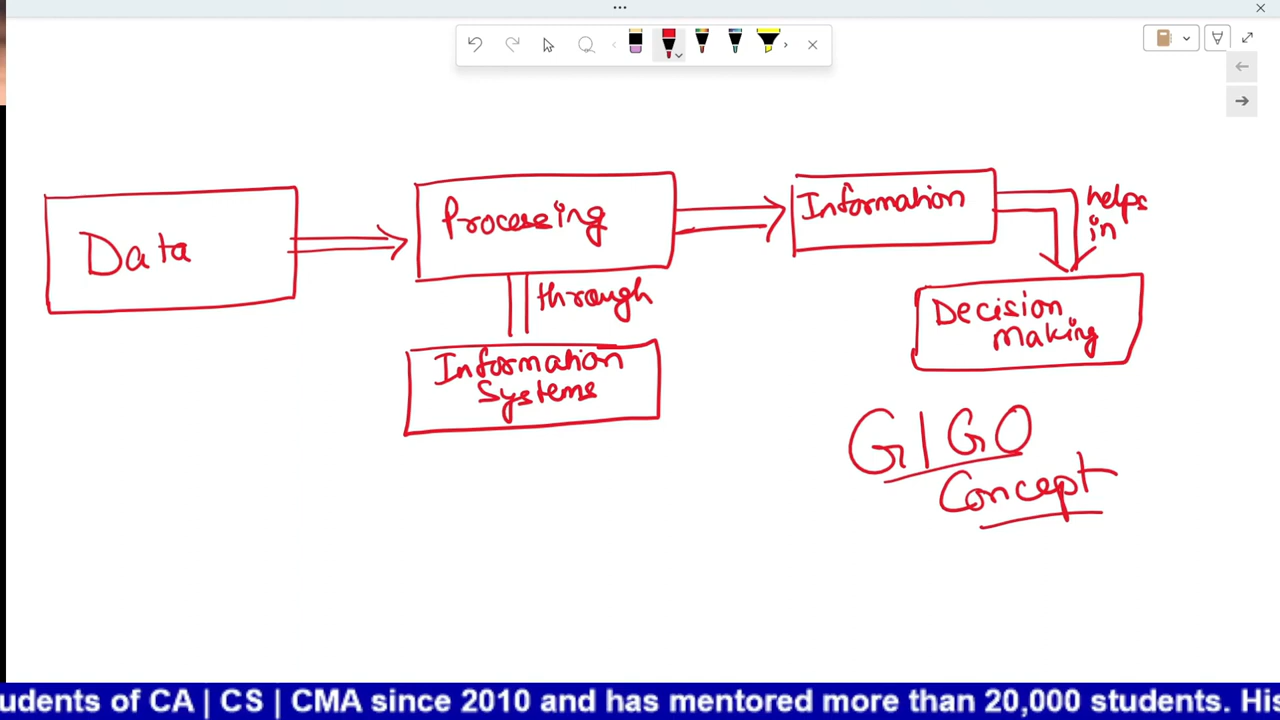 Data
Processing
Information
helps
in
through
Decision
Making
Information
Systems
GIGO
Concept
udents of CA | CS | CMA since 2010 and has mentored more than 20,000 students. His